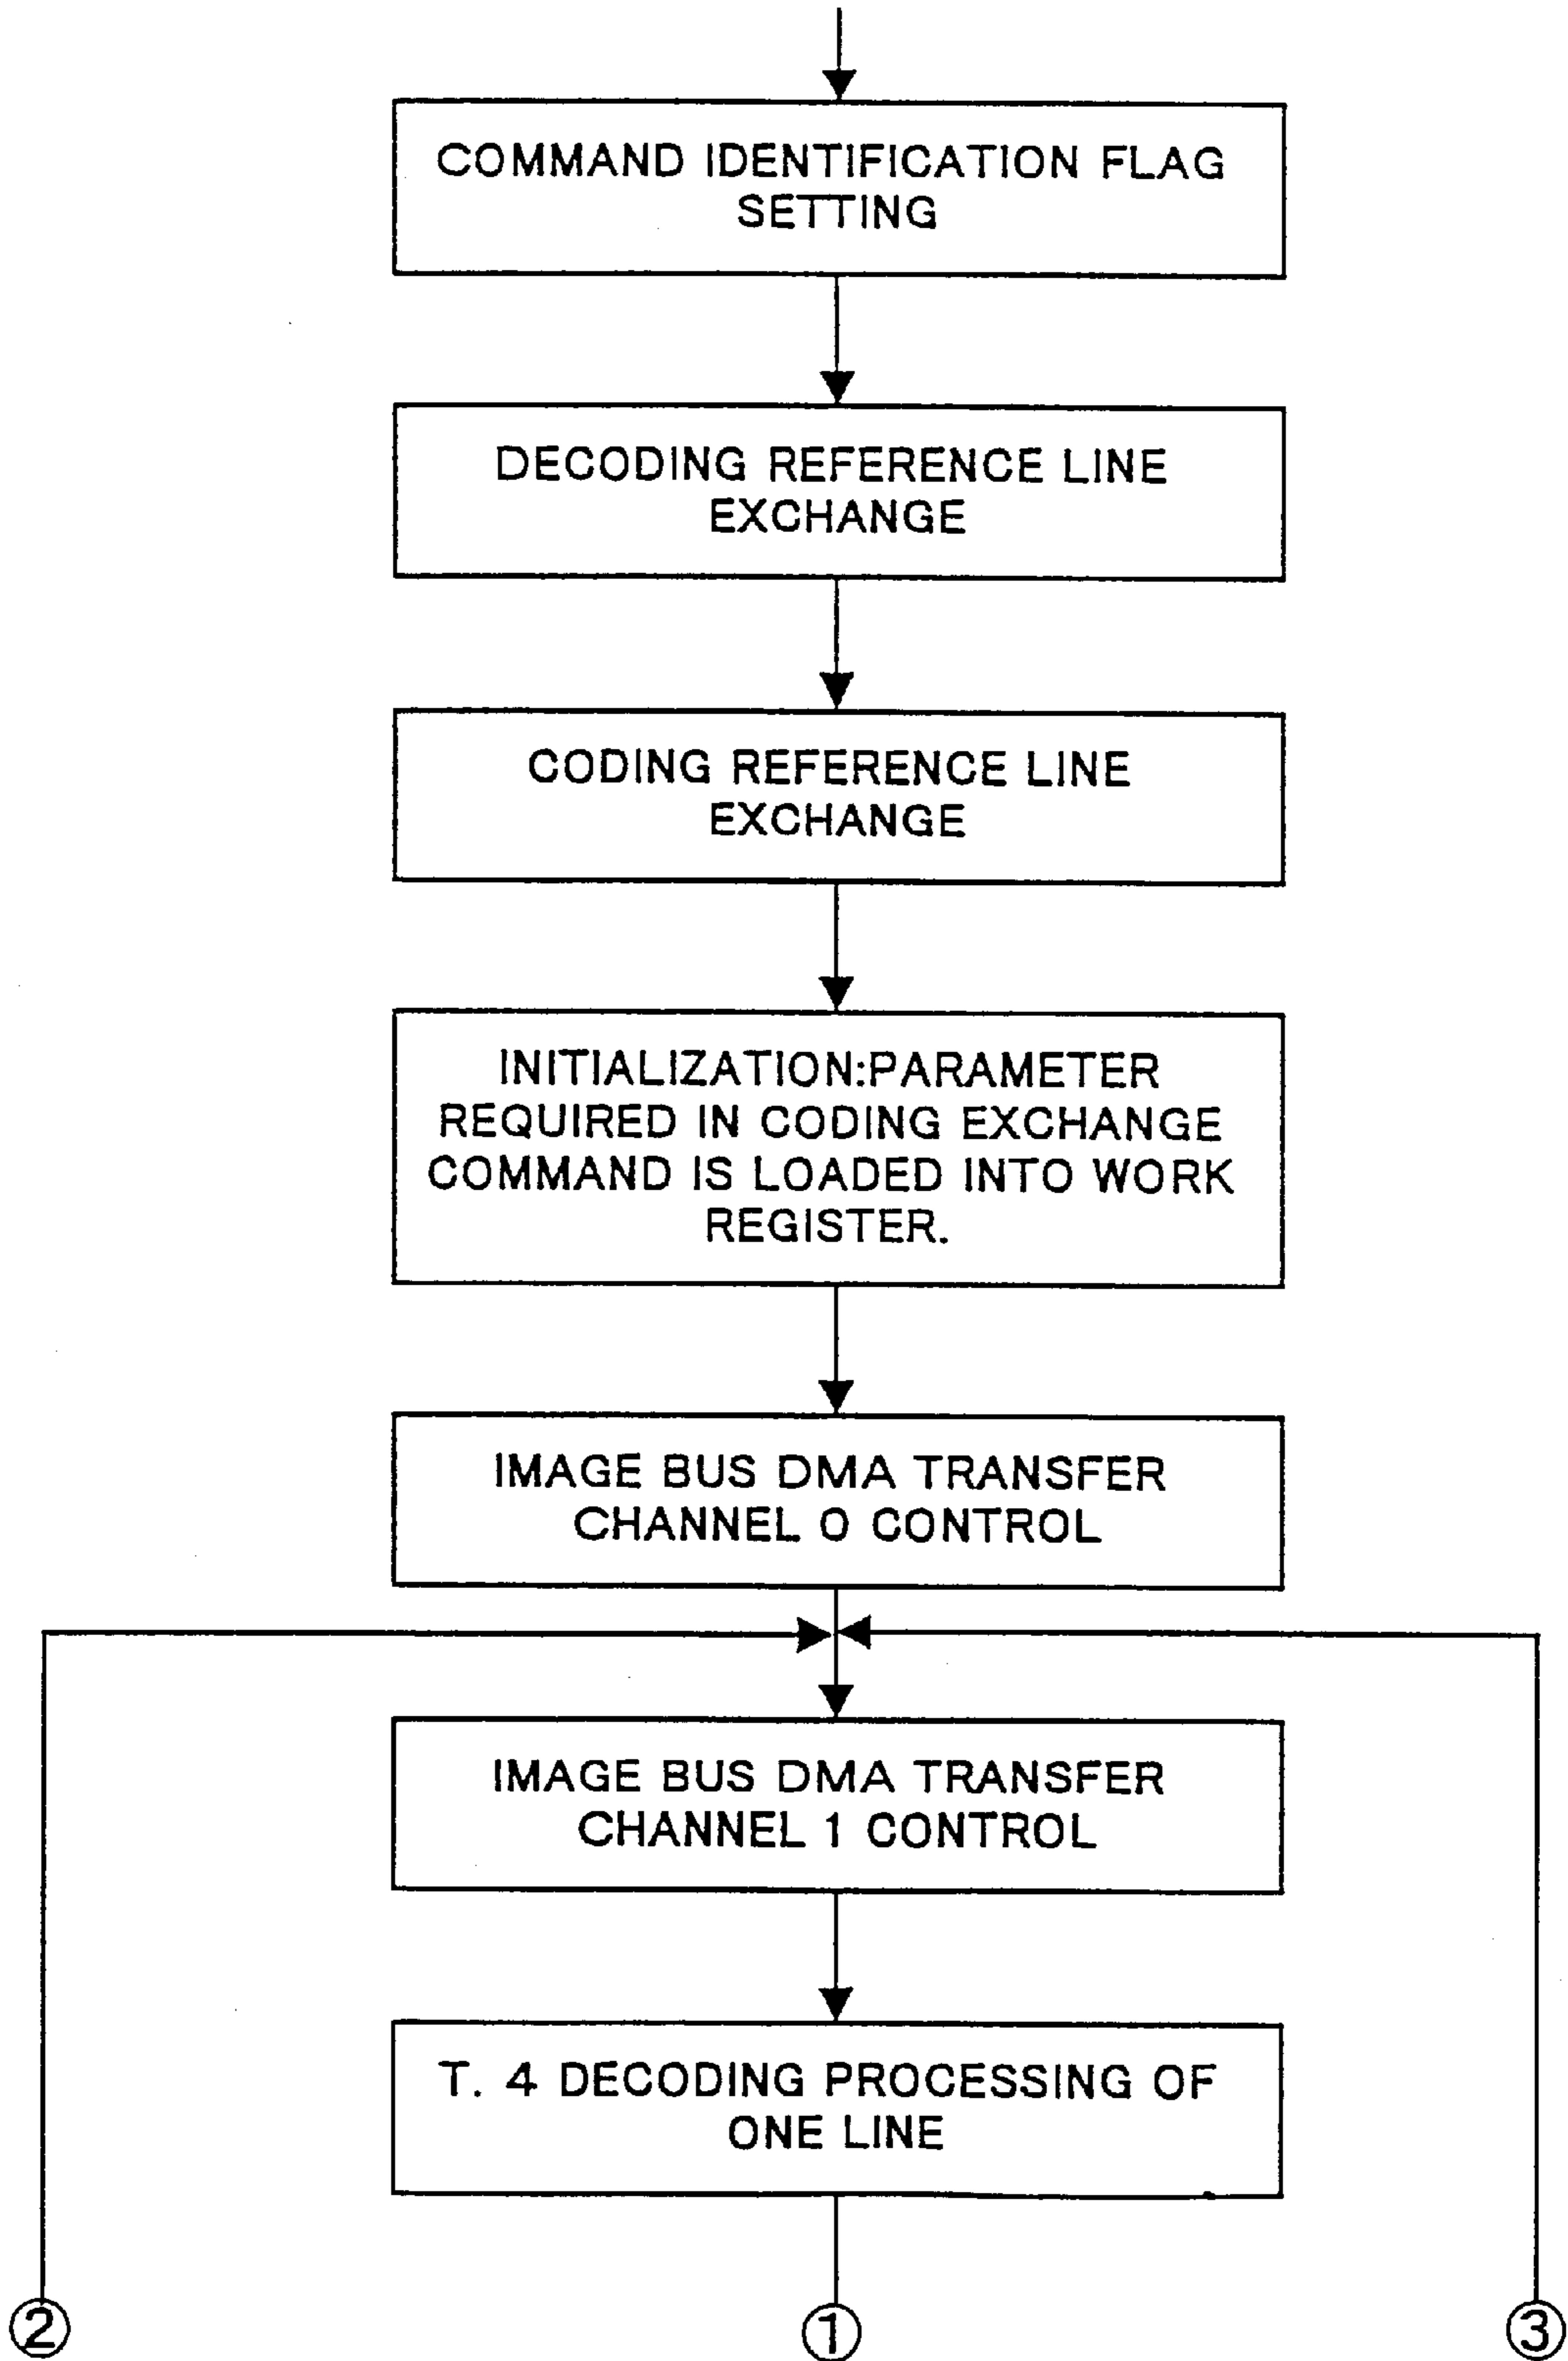 COMMAND IDENTIFICATION FLAG
SETTING
DECODING REFERENCE LINE
EXCHANGE
CODING REFERENCE LINE
EXCHANGE
INITIALIZATION:PARAMETER
REQUIRED IN CODING EXCHANGE
COMMAND IS LOADED INTO WORK
REGISTER.
IMAGE BUS DMA TRANSFER
CHANNEL 0 CONTROL
IMAGE BUS DMA TRANSFER
CHANNEL 1 CONTROL
T. 4 DECODING PROCESSING OF
ONE LINE
② ① ③